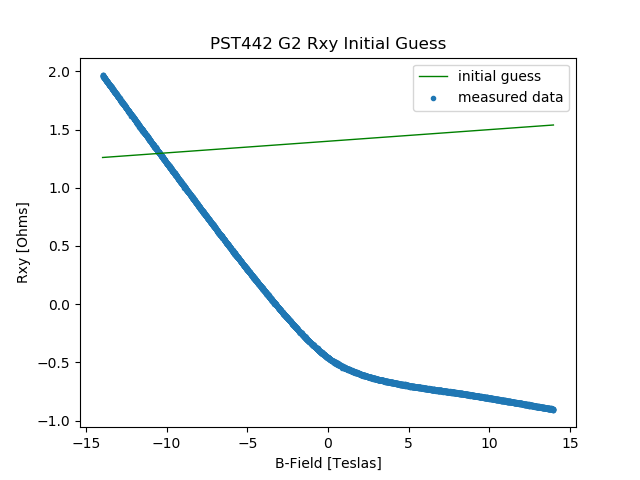 PST442 G2 Rxy Initial Guess
initial guess
measured data
2.0
1.5
1.0
0.5
0.0
−0.5
−1.0
Rxy [Ohms]
−15
−10
−5
0
5
10
15
B-Field [Teslas]